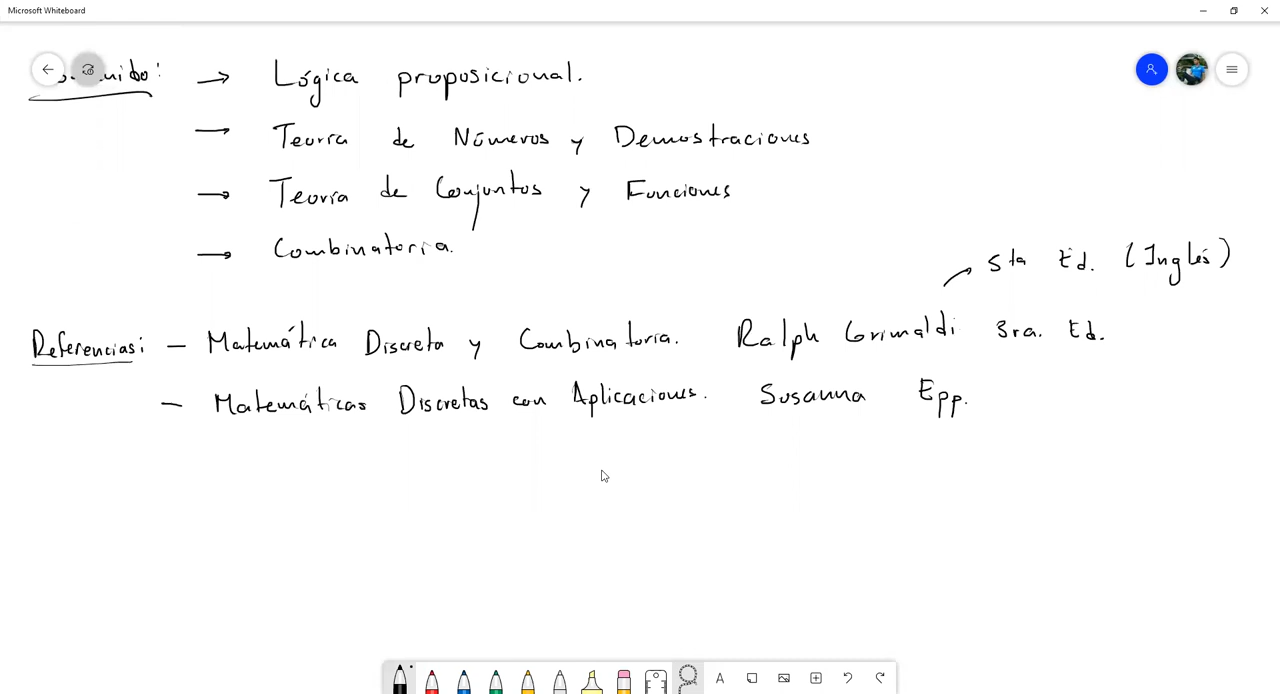 Microsoft Whiteboard
→ Lógica proposicional.
→ Teoría de Números y Demostraciones
→ Teoría de Conjuntos y Funciones
→ Combinatoria.
5ta Ed. (Inglés)
Referencias: - Matemática Discreta y Combinatoria. Ralph Grimaldi 3ra. Ed.
- Matemáticas Discretas con Aplicaciones. Susanna Epp.
A